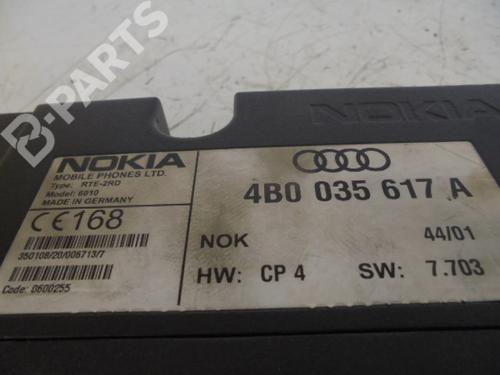 B-PARTS
NOKIA
NOKIA
MOBILE PHONES LTD.
Type: RTE-2RD
Model: 6010
MADE IN GERMANY
CE168
350108/20/006713/7
Code: 0600255
4B0 035 617 A
NOK 44/01
HW: CP 4 SW: 7.703